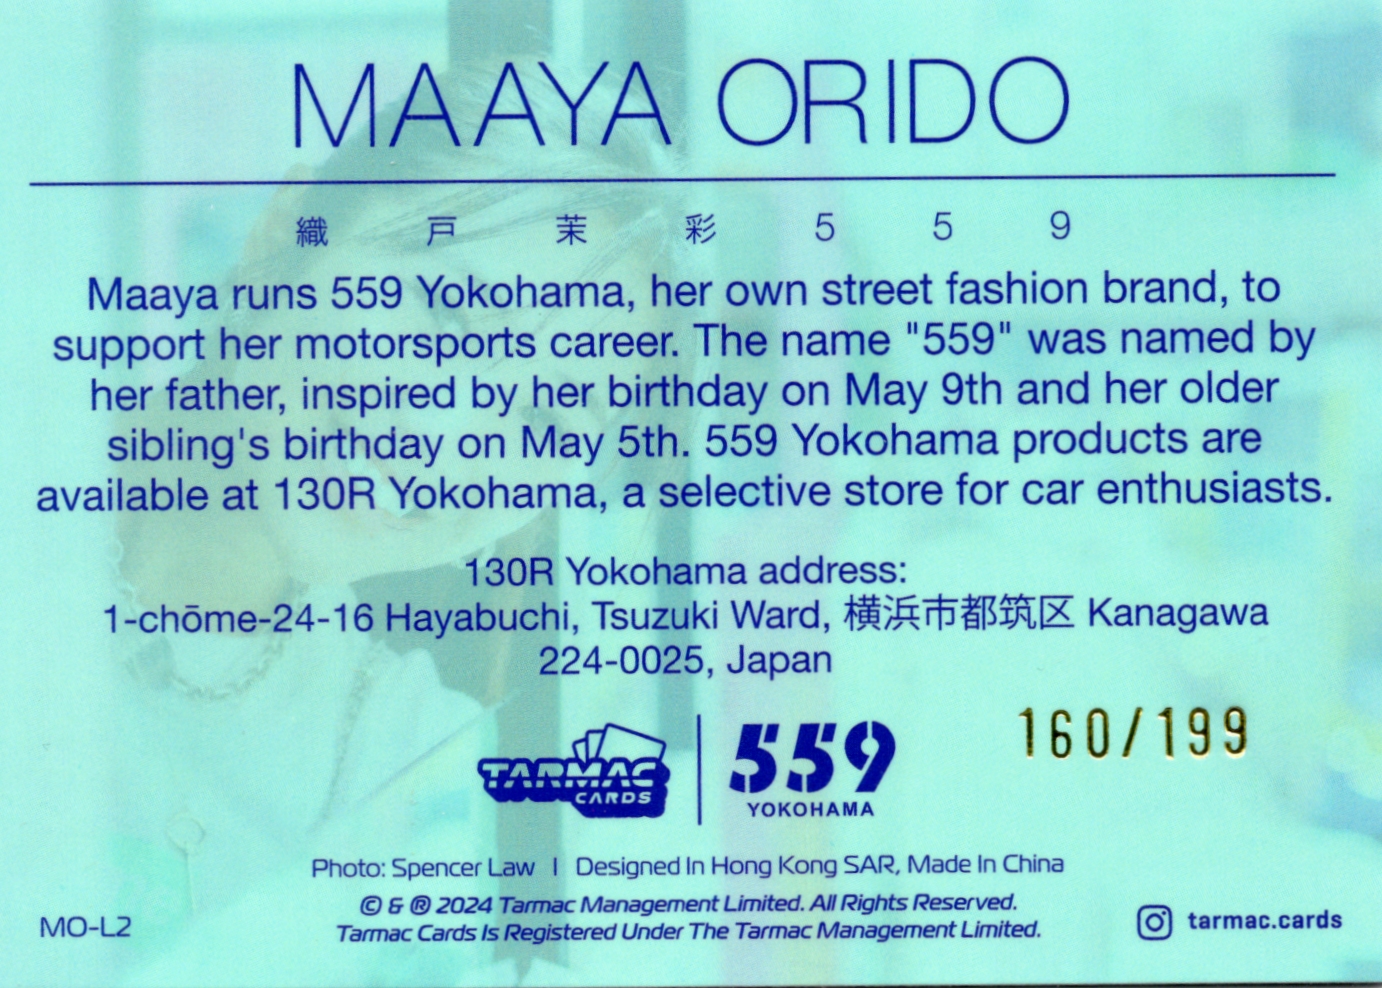 MAAYA ORIDO
織戸茉彩559
Maaya runs 559 Yokohama, her own street fashion brand, to
support her motorsports career. The name "559" was named by
her father, inspired by her birthday on May 9th and her older
sibling's birthday on May 5th. 559 Yokohama products are
available at 130R Yokohama, a selective store for car enthusiasts.
130R Yokohama address:
1-chōme-24-16 Hayabuchi, Tsuzuki Ward, 横浜市都筑区 Kanagawa
224-0025, Japan
160/199
TARMAC
CARDS
559
YOKOHAMA
Photo: Spencer Law | Designed In Hong Kong SAR, Made In China
© & ® 2024 Tarmac Management Limited. All Rights Reserved.
Tarmac Cards Is Registered Under The Tarmac Management Limited.
MO-L2
tarmac.cards